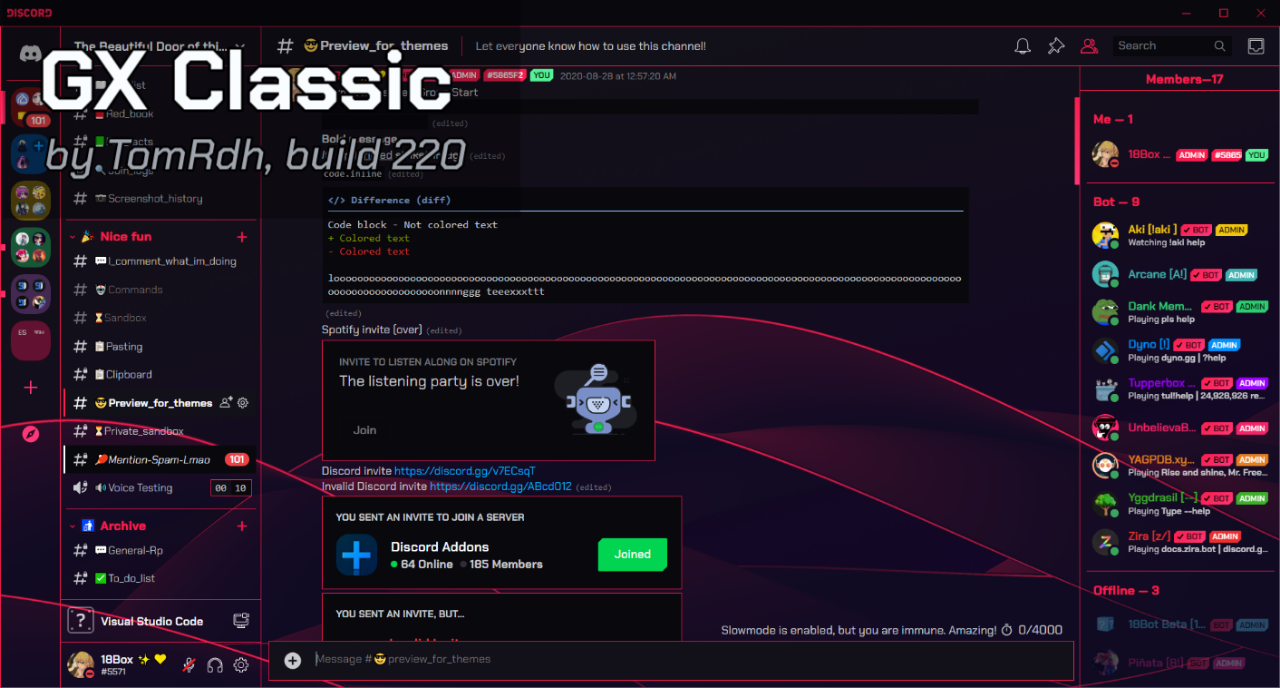 DISCORD
The Beautiful Door of thi...
# 😎Preview_for_themes
Let everyone know how to use this channel!
Search
GX Classic
by TomRdh, build 220
101
Red_book
Screenshot_history
Nice fun
I_comment_what_im_doing
Commands
Sandbox
Pasting
Clipboard
Preview_for_themes
Private_sandbox
Mention-Spam-Lmao 101
Voice Testing 00 10
Archive
General-Rp
To_do_list
Visual Studio Code
18Box ✨💛
#5571
ADMIN #5865F2 YOU 2020-08-28 at 12:57:20 AM
Start
(edited)
(edited)
code.inline (edited)
</> Difference (diff)
Code block - Not colored text
+ Colored text
- Colored text
looooooooooooooooooooooooooooooooooooooooooooooooooooooooooooooooooooooooooooooooooooooooooooooooooooooooooo
ooooooooooooooooooonnnnggg teeexxxttt
(edited)
Spotify invite [over] (edited)
INVITE TO LISTEN ALONG ON SPOTIFY
The listening party is over!
Join
Discord invite https://discord.gg/v7ECsqT
Invalid Discord invite https://discord.gg/ABcdO12 (edited)
YOU SENT AN INVITE TO JOIN A SERVER
Discord Addons
64 Online 185 Members
Joined
YOU SENT AN INVITE, BUT...
Slowmode is enabled, but you are immune. Amazing! 0/4000
Message #😎preview_for_themes
Members—17
Me — 1
18Box ... ADMIN #5865 YOU
Bot — 9
Aki [!aki ] ✓ BOT ADMIN
Watching !aki help
Arcane [A!] ✓ BOT ADMIN
Dank Mem... ✓ BOT ADMIN
Playing pls help
Dyno [!] ✓ BOT ADMIN
Playing dyno.gg | ?help
Tupperbox ... ✓ BOT ADMIN
Playing tul!help | 24,928,926 re...
UnbelievaB... ✓ BOT ADMIN
YAGPDB.xy... ✓ BOT ADMIN
Playing Rise and shine, Mr. Free...
Yggdrasil [--] ✓ BOT ADMIN
Playing Type --help
Zira [z/] ✓ BOT ADMIN
Playing docs.zira.bot | discord.g...
Offline — 3
18Bot Beta [1... BOT ADMIN
Piñata [8!] BOT ADMIN